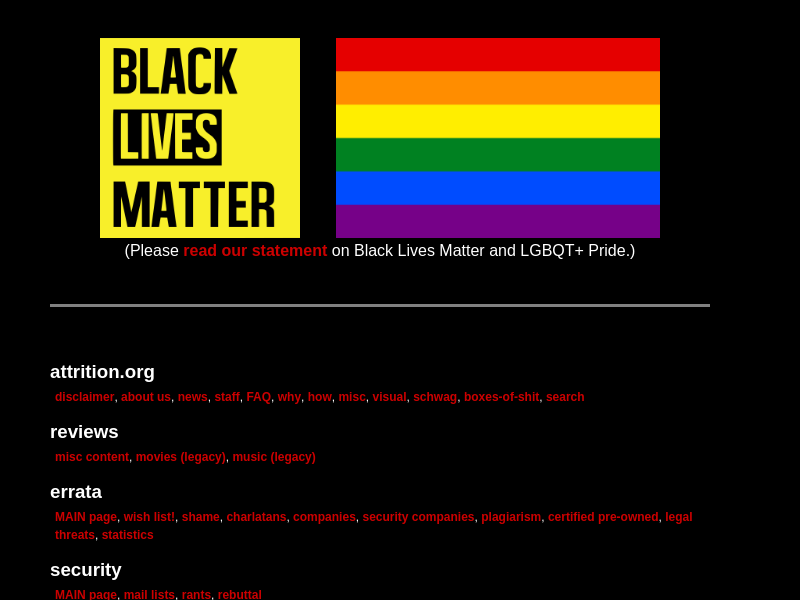 BLACK
LIVES
MATTER
(Please read our statement on Black Lives Matter and LGBQT+ Pride.)
attrition.org
disclaimer, about us, news, staff, FAQ, why, how, misc, visual, schwag, boxes-of-shit, search
reviews
misc content, movies (legacy), music (legacy)
errata
MAIN page, wish list!, shame, charlatans, companies, security companies, plagiarism, certified pre-owned, legal
threats, statistics
security
MAIN page, mail lists, rants, rebuttal